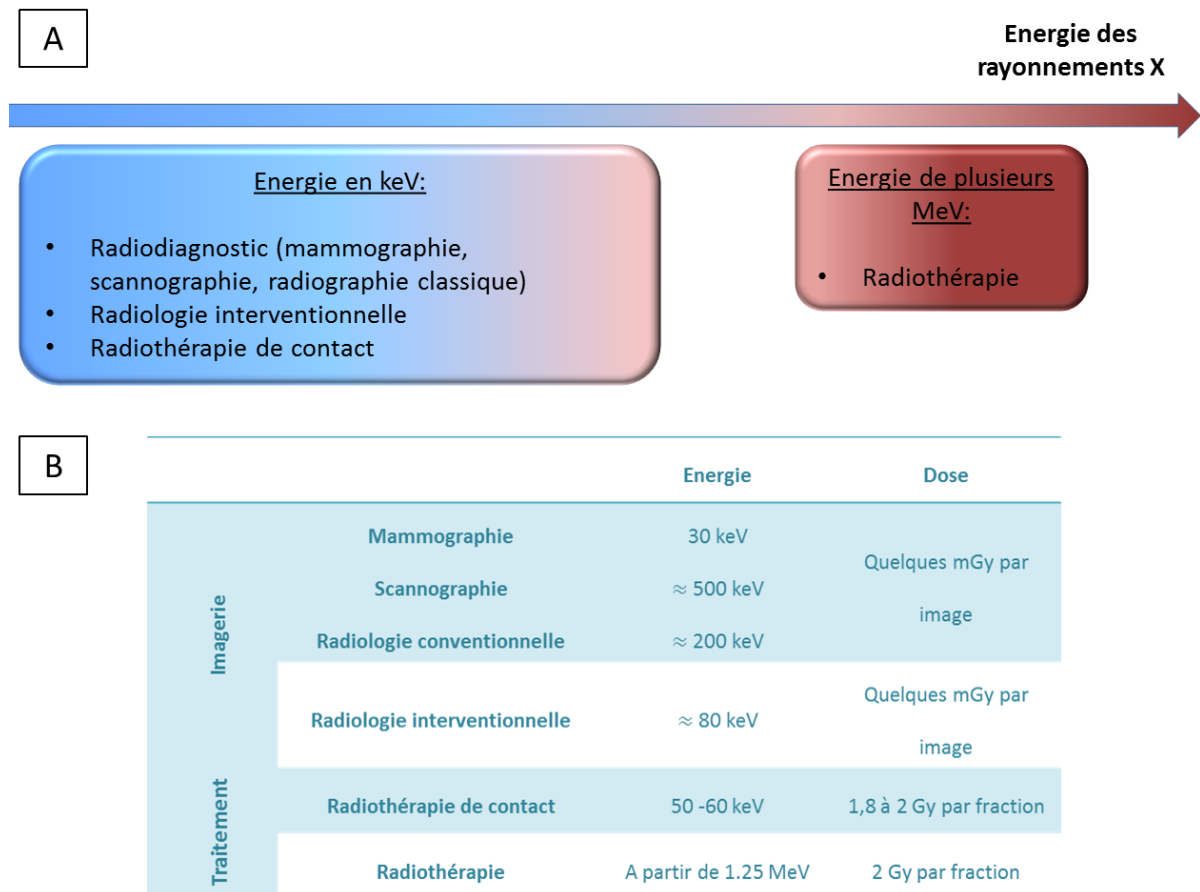 A
Energie des
rayonnements X
Energie en keV:
• Radiodiagnostic (mammographie,
scannographie, radiographie classique)
• Radiologie interventionnelle
• Radiothérapie de contact
Energie de plusieurs
MeV:
• Radiothérapie
B
Energie Dose
Imagerie
Mammographie 30 keV
Scannographie ≈ 500 keV
Radiologie conventionnelle ≈ 200 keV
Quelques mGy par
image
Radiologie interventionnelle ≈ 80 keV
Quelques mGy par
image
Traitement
Radiothérapie de contact 50 -60 keV 1,8 à 2 Gy par fraction
Radiothérapie A partir de 1.25 MeV 2 Gy par fraction